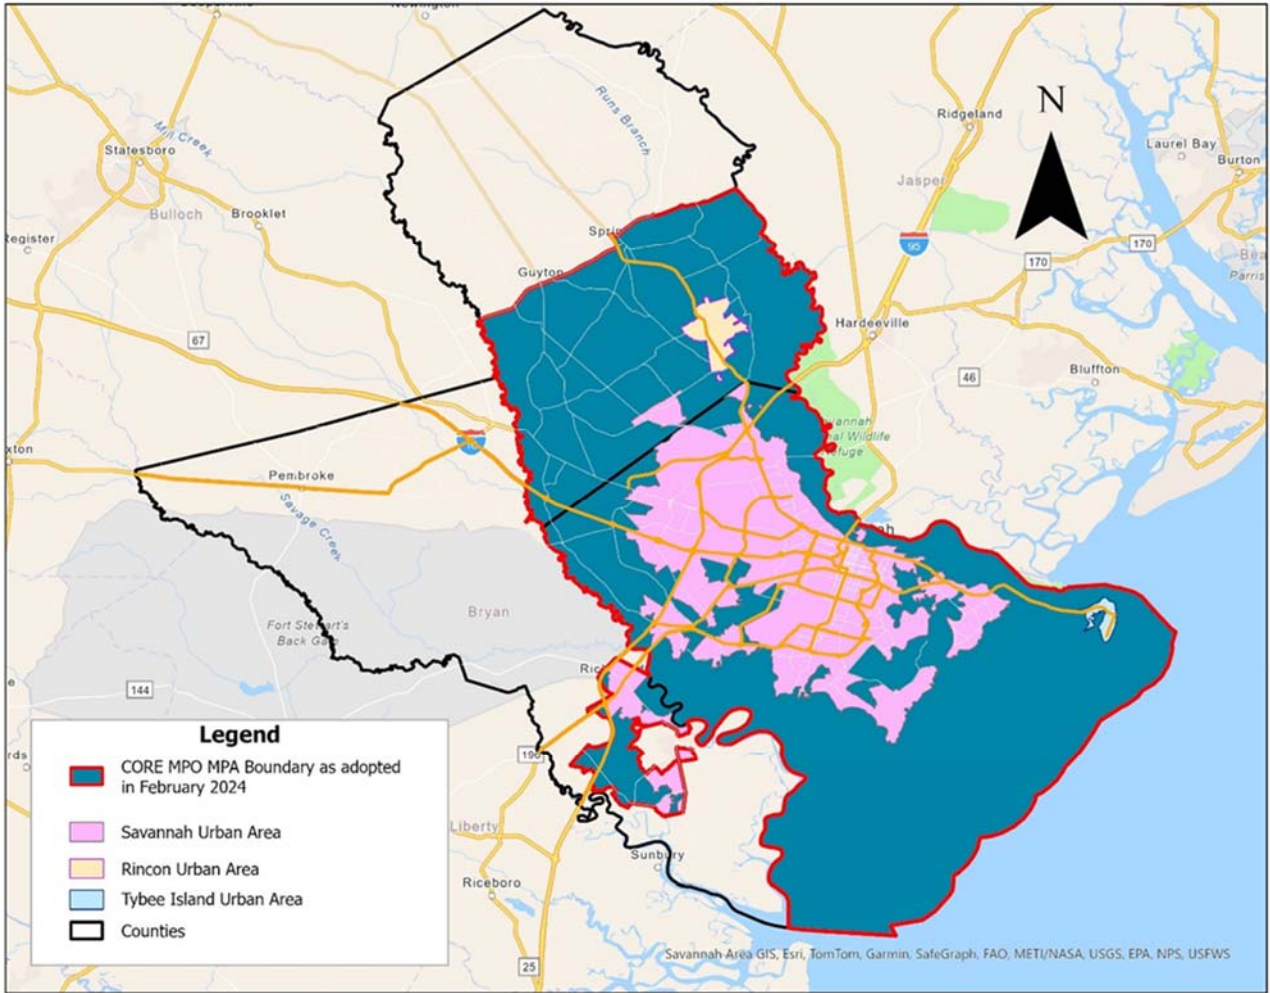 Newington
N
Ridgeland
Runs Branch
Mill Creek
Statesboro
Laurel Bay
Burton
Jasper
Bulloch
Brooklet
Register
95
170
170
Guyton
Parris
Hardeeville
67
46
Bluffton
Pembroke
Savage Creek
Bryan
Fort Stewart's
Back Gate
144
Legend
CORE MPO MPA Boundary as adopted
in February 2024
Savannah Urban Area
Rincon Urban Area
Tybee Island Urban Area
Counties
Liberty
Sunbury
Riceboro
25
Savannah Area GIS, Esri, TomTom, Garmin, SafeGraph, FAO, METI/NASA, USGS, EPA, NPS, USFWS